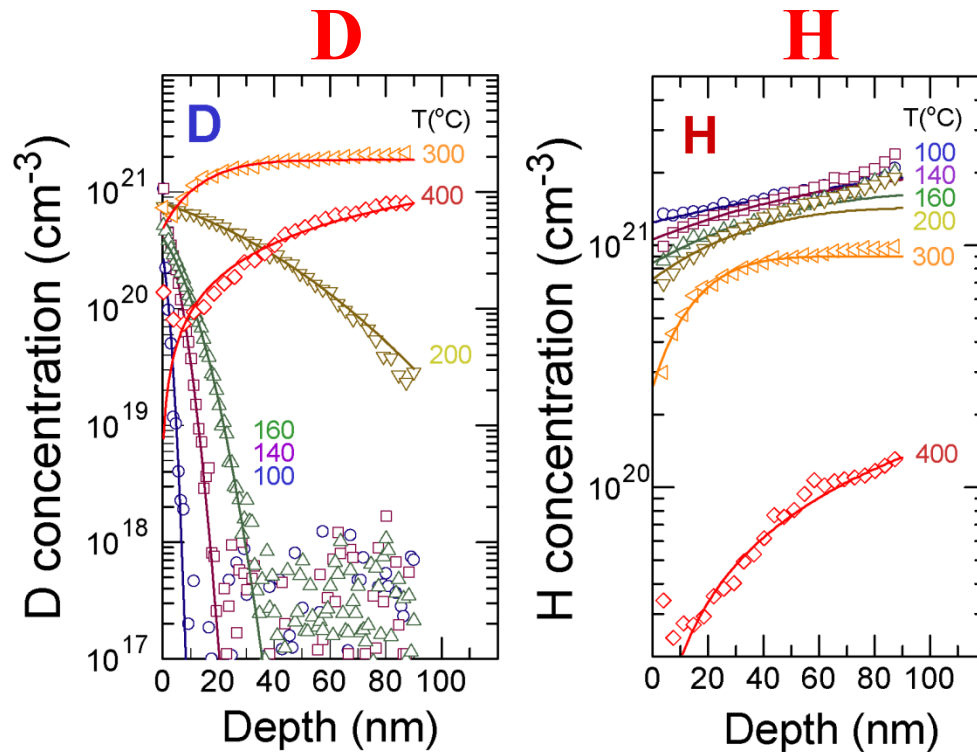 D
H
D
T(°C)
300
400
200
160
140
100
10²¹
10²⁰
10¹⁹
10¹⁸
10¹⁷
D concentration (cm⁻³)
0 20 40 60 80 100
Depth (nm)
H
T(°C)
100
140
160
200
300
400
10²¹
10²⁰
H concentration (cm⁻³)
0 20 40 60 80 100
Depth (nm)